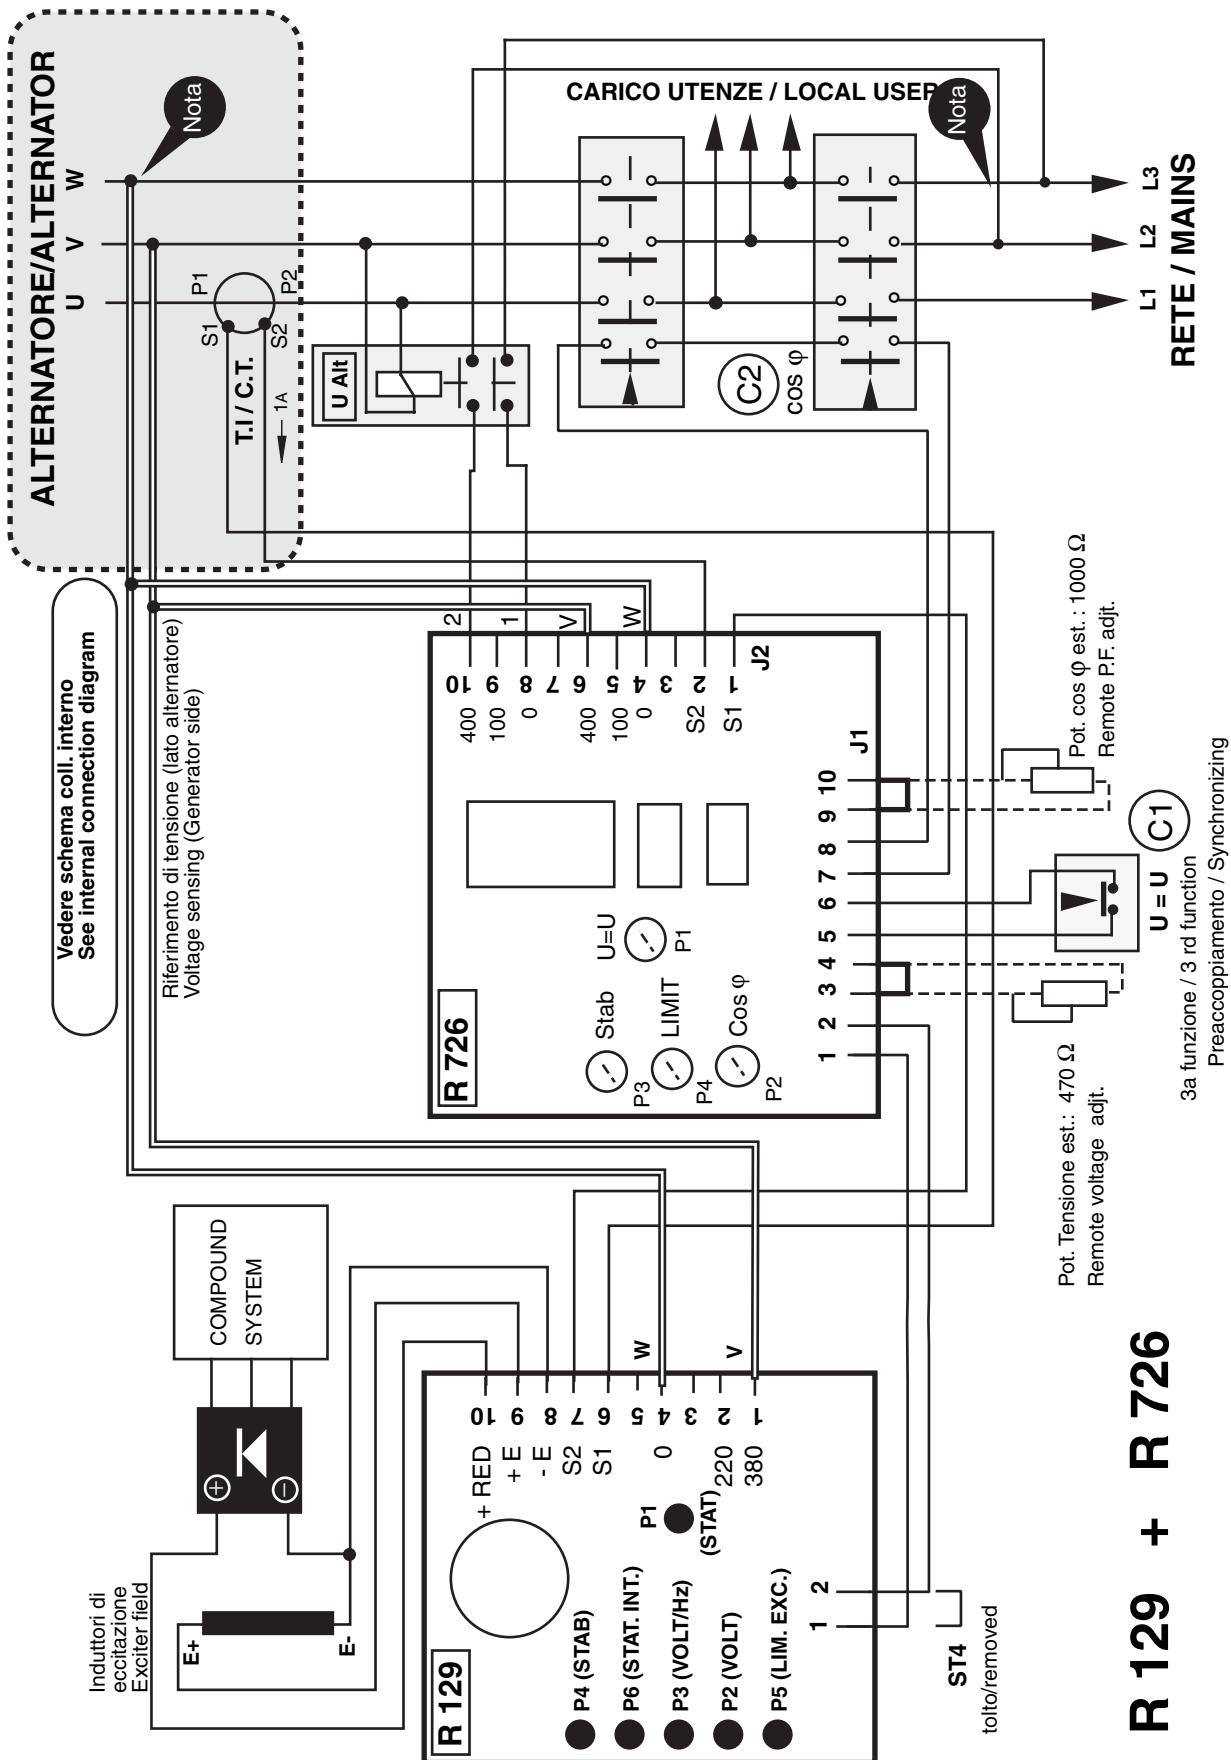 ALTERNATORE/ALTERNATOR
U V W
Nota
P1
P2
S1
S2
T.I / C.T.
1A
Vedere schema coll. interno
See internal connection diagram
Riferimento di tensione (lato alternatore)
Voltage sensing (Generator side)
U Alt
CARICO UTENZE / LOCAL USER
Nota
C2
cos φ
L1 L2 L3
RETE / MAINS
COMPOUND
SYSTEM
Induttori di
eccitazione
Exciter field
E+
E-
+
−
R 726
2
1
V
W
10 9 8 7 6 5 4 3 2 1
400
100
0
400
100
0
S2
S1
J2
J1
U=U
P1
Stab
P3
LIMIT
P4
Cos φ
P2
1 2 3 4 5 6 7 8 9 10
Pot. cos φ est. : 1000 Ω
Remote P.F. adjt.
C1
U = U
3a funzione / 3 rd function
Preaccoppiamento / Synchronizing
Pot. Tensione est.: 470 Ω
Remote voltage adjt.
R 129
+ RED
+ E
- E
S2
S1
0
220
380
10 9 8 7 6 5 4 3 2 1
W
V
P1
(STAT)
P4 (STAB)
P6 (STAT. INT.)
P3 (VOLT/Hz)
P2 (VOLT)
P5 (LIM. EXC.)
1 2
ST4
tolto/removed
R 129 + R 726